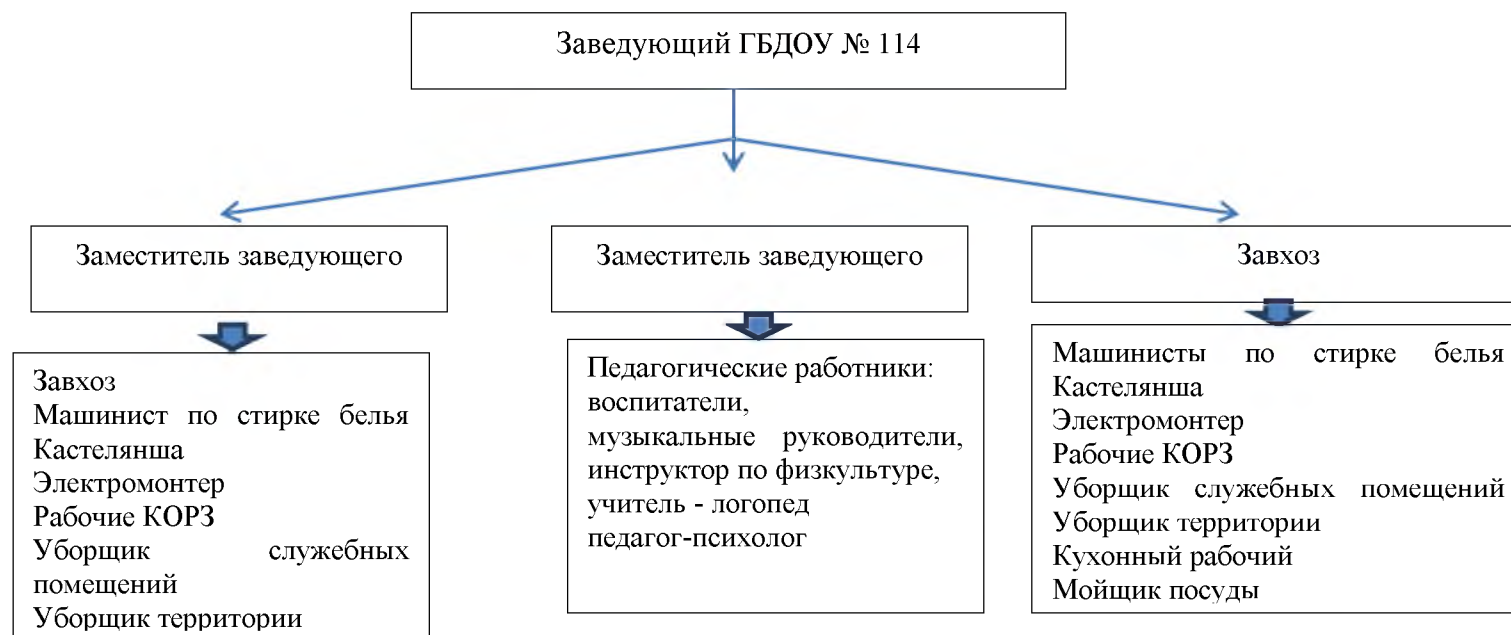 Заведующий ГБДОУ № 114
Заместитель заведующего
Заместитель заведующего
Завхоз
Завхоз
Машинист по стирке белья
Кастелянша
Электромонтер
Рабочие КОРЗ
Уборщик служебных
помещений
Уборщик территории
Педагогические работники:
воспитатели,
музыкальные руководители,
инструктор по физкультуре,
учитель - логопед
педагог-психолог
Машинисты по стирке белья
Кастелянша
Электромонтер
Рабочие КОРЗ
Уборщик служебных помещений
Уборщик территории
Кухонный рабочий
Мойщик посуды